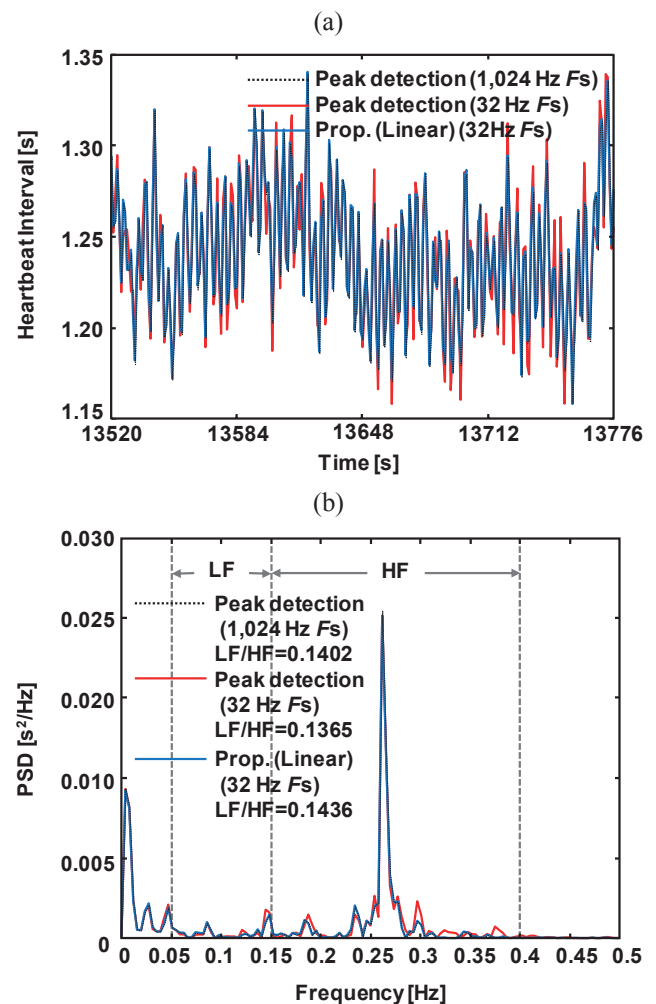 (a)
1.35
1.30
1.25
1.20
1.15
Heartbeat Interval [s]
Peak detection (1,024 Hz Fs)
Peak detection (32 Hz Fs)
Prop. (Linear) (32Hz Fs)
13520 13584 13648 13712 13776
Time [s]
(b)
0.030
0.025
0.020
0.015
0.010
0.005
0
PSD [s²/Hz]
LF HF
Peak detection
(1,024 Hz Fs)
LF/HF=0.1402
Peak detection
(32 Hz Fs)
LF/HF=0.1365
Prop. (Linear)
(32 Hz Fs)
LF/HF=0.1436
0 0.05 0.1 0.15 0.2 0.25 0.3 0.35 0.4 0.45 0.5
Frequency [Hz]